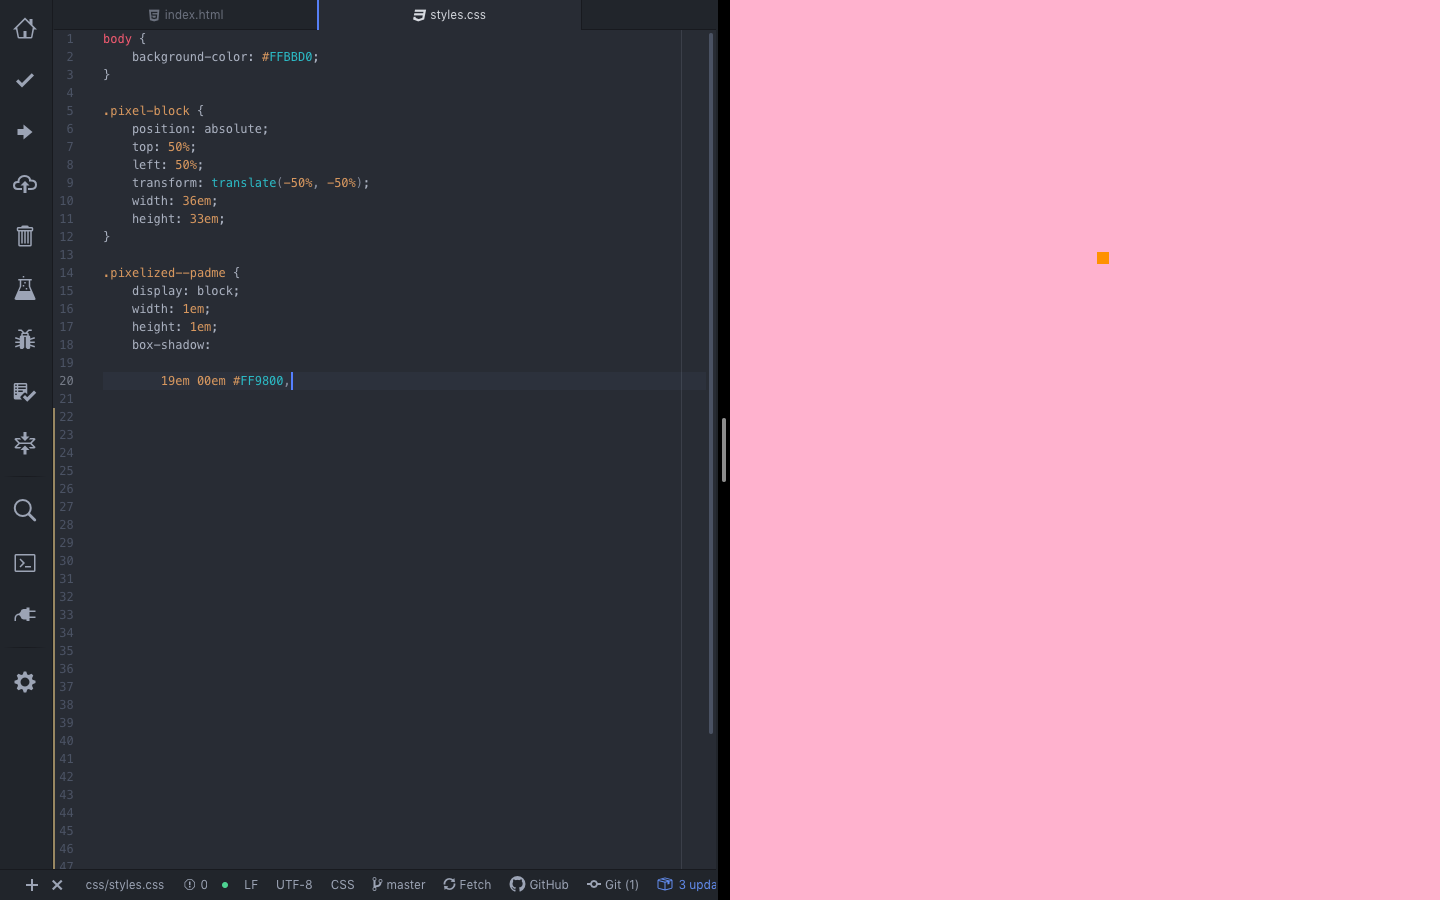 index.html
styles.css
1 body {
2 background-color: #FFBBD0;
3 }
4
5 .pixel-block {
6 position: absolute;
7 top: 50%;
8 left: 50%;
9 transform: translate(-50%, -50%);
10 width: 36em;
11 height: 33em;
12 }
13
14 .pixelized--padme {
15 display: block;
16 width: 1em;
17 height: 1em;
18 box-shadow:
19
20 19em 00em #FF9800,
21
22
23
24
25
26
27
28
29
30
31
32
33
34
35
36
37
38
39
40
41
42
43
44
45
46
47
css/styles.css 0 LF UTF-8 CSS master Fetch GitHub Git (1) 3 upda